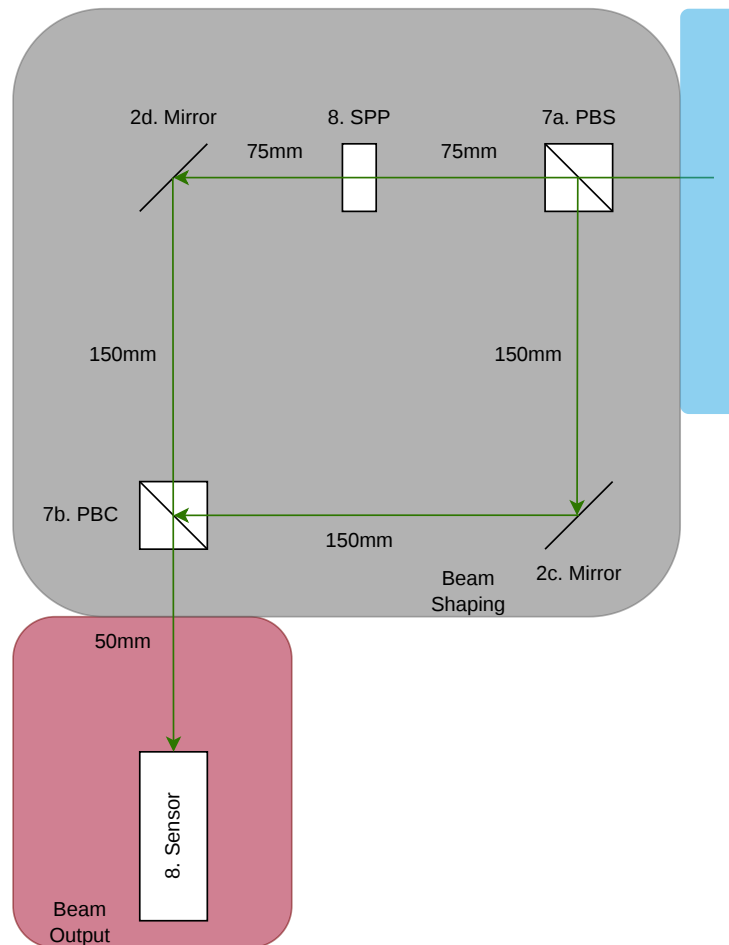 2d. Mirror
8. SPP
7a. PBS
75mm
75mm
150mm
150mm
7b. PBC
150mm
2c. Mirror
Beam
Shaping
50mm
8. Sensor
Beam
Output